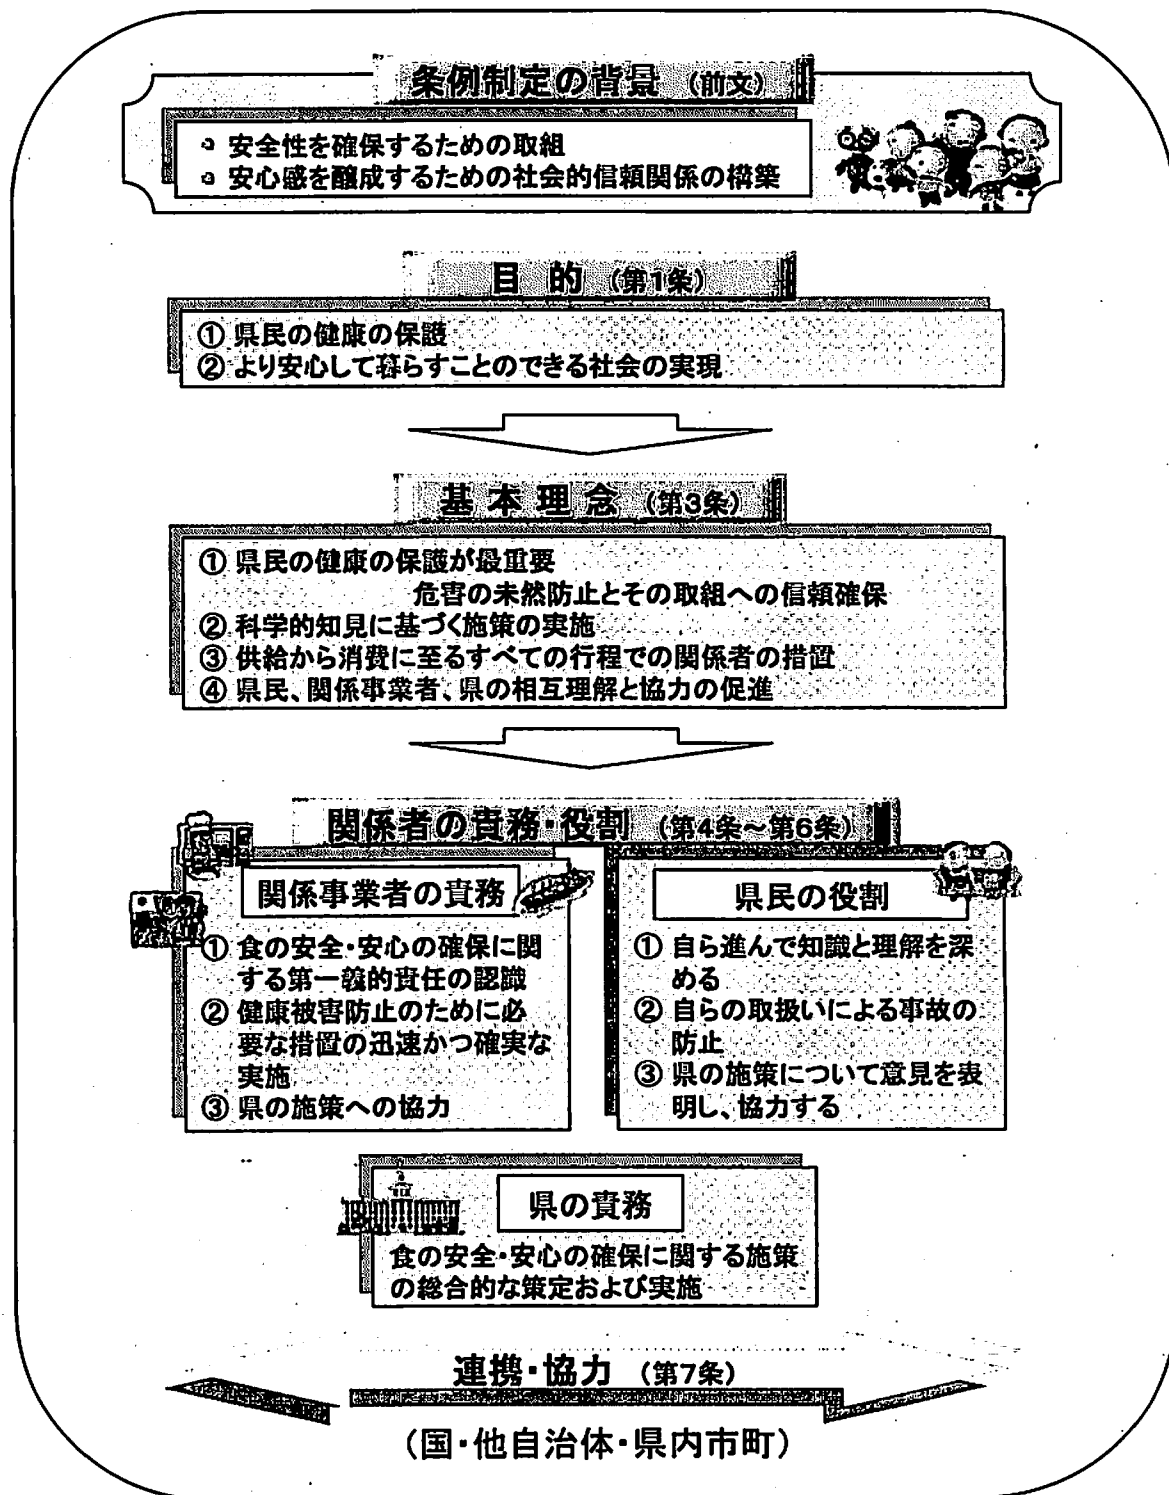 条例制定の背景 (前文)
安全性を確保するための取組
安心感を醸成するための社会的信頼関係の構築
目 的 (第1条)
① 県民の健康の保護
② より安心して暮らすことのできる社会の実現
基 本 理 念 (第3条)
① 県民の健康の保護が最重要
危害の未然防止とその取組への信頼確保
② 科学的知見に基づく施策の実施
③ 供給から消費に至るすべての行程での関係者の措置
④ 県民、関係事業者、県の相互理解と協力の促進
関係者の責務・役割 (第4条～第6条)
関係事業者の責務
① 食の安全・安心の確保に関
する第一義的責任の認識
② 健康被害防止のために必
要な措置の迅速かつ確実な
実施
③ 県の施策への協力
県民の役割
① 自ら進んで知識と理解を深
める
② 自らの取扱いによる事故の
防止
③ 県の施策について意見を表
明し、協力する
県の責務
食の安全・安心の確保に関する施策
の総合的な策定および実施
連携・協力 (第7条)
(国・他自治体・県内市町)